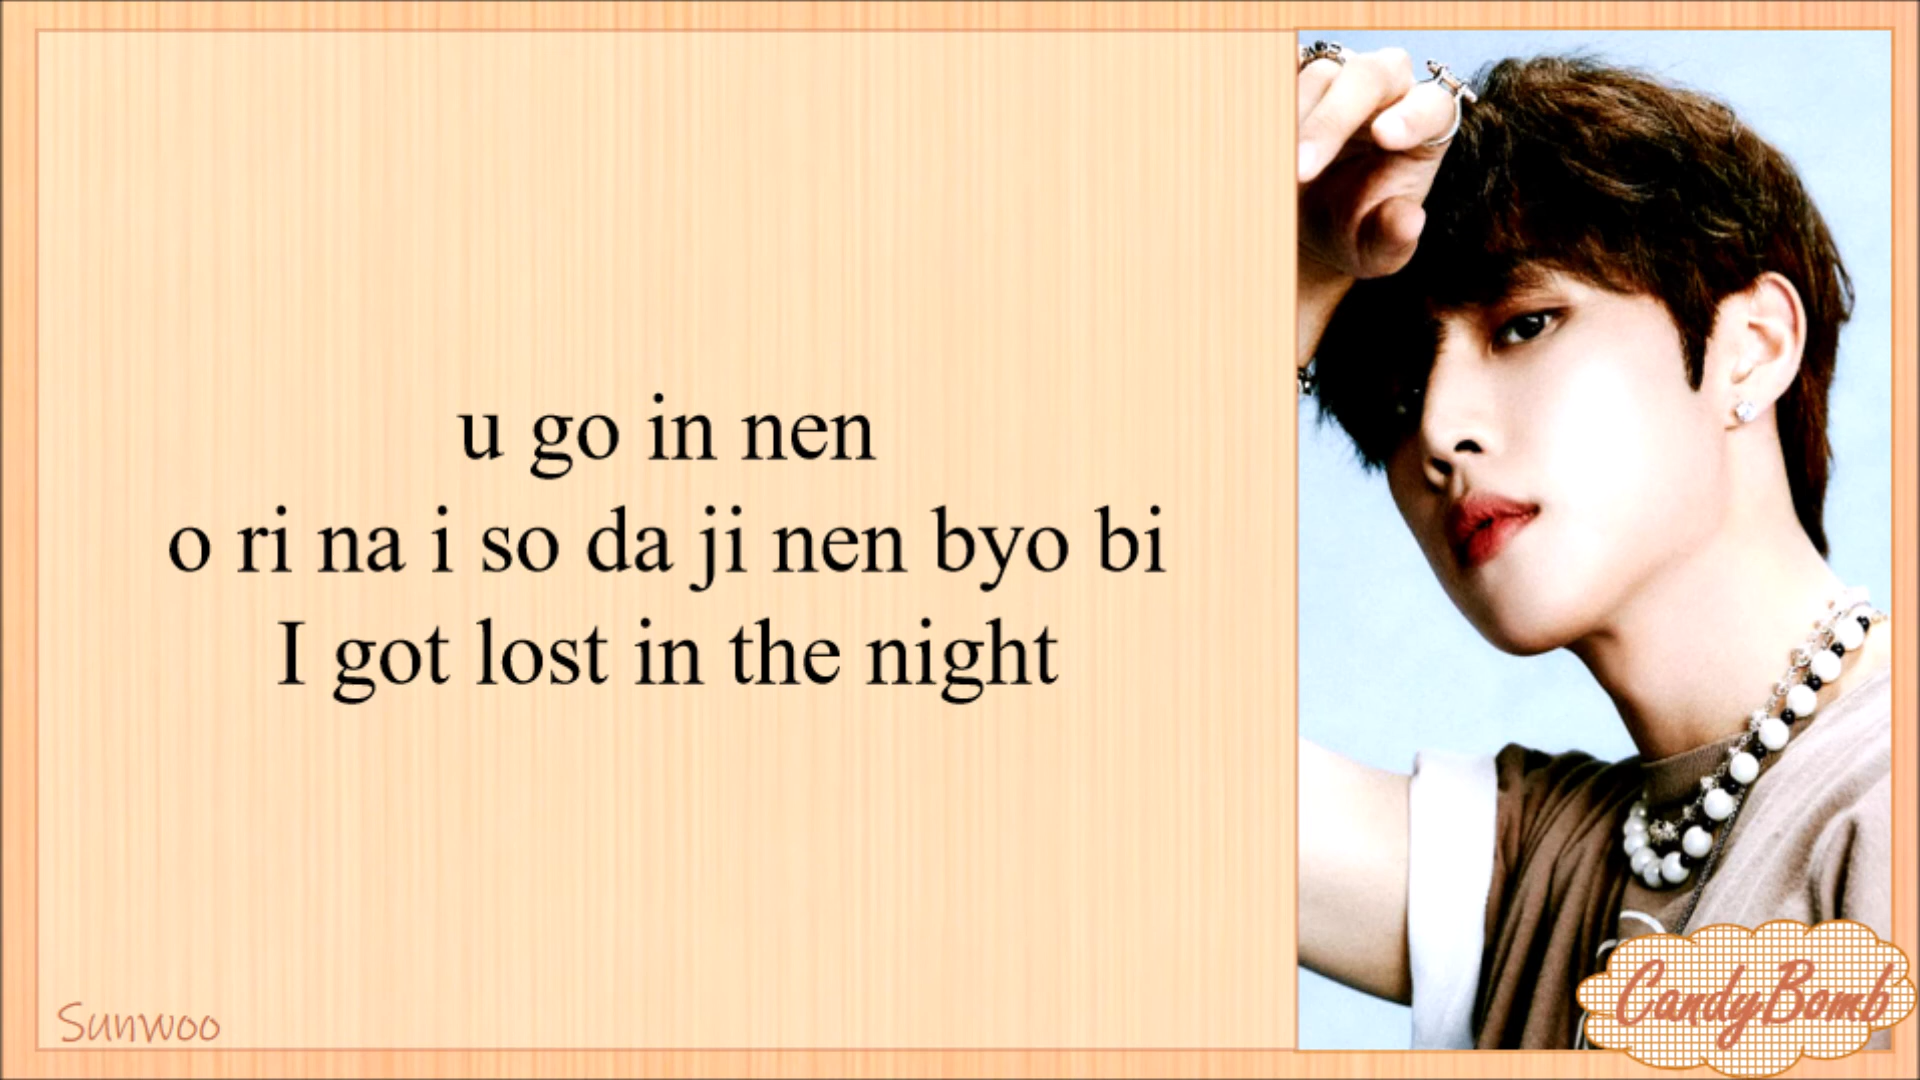 u go in nen
o ri na i so da ji nen byo bi
I got lost in the night
Sunwoo
CandyBomb